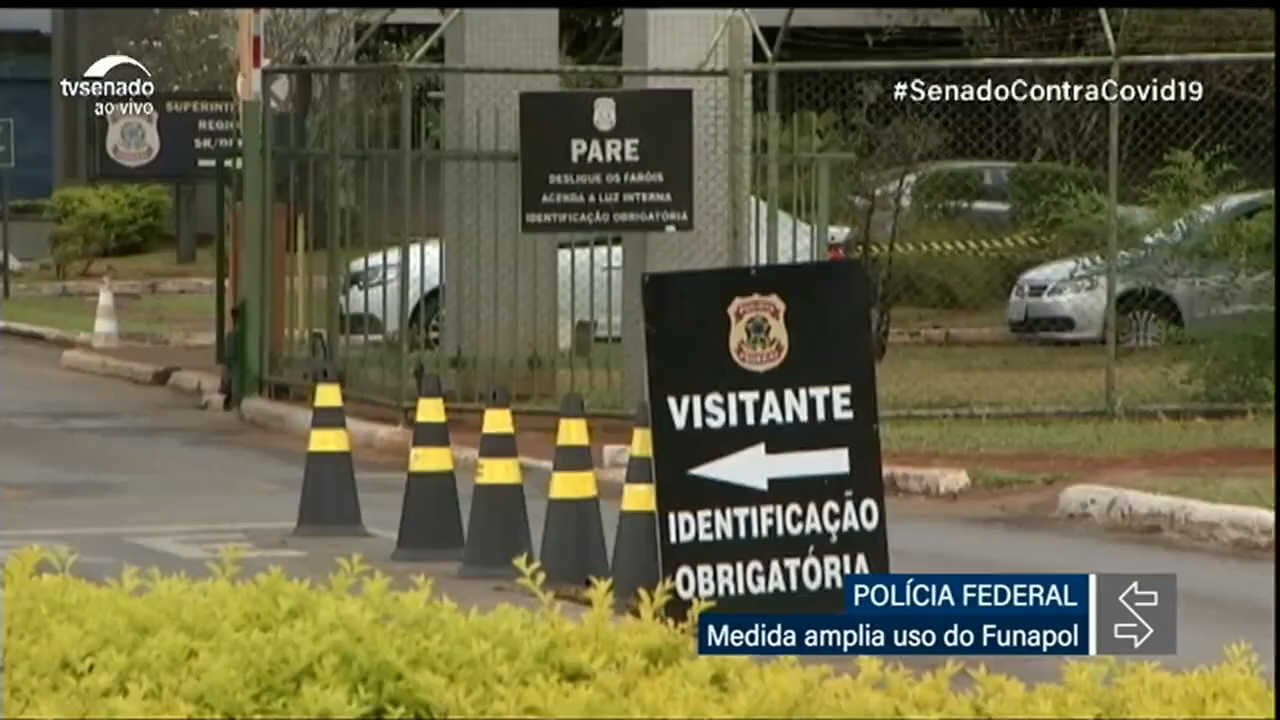 tvsenado
ao vivo
#SenadoContraCovid19
PARE
DESLIGUE OS FARÓIS
ACENDA A LUZ INTERNA
IDENTIFICAÇÃO OBRIGATÓRIA
VISITANTE
IDENTIFICAÇÃO
OBRIGATÓRIA
POLÍCIA FEDERAL
Medida amplia uso do Funapol